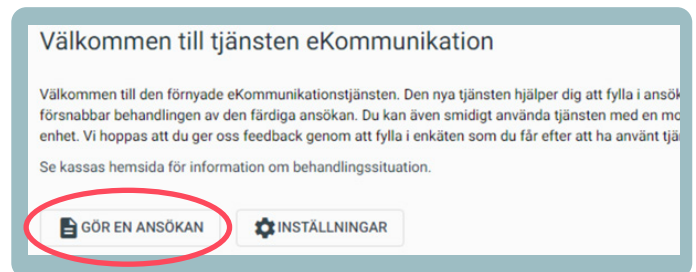 Välkommen till tjänsten eKommunikation
Välkommen till den förnyade eKommunikationstjänsten. Den nya tjänsten hjälper dig att fylla i
försnabbar behandlingen av den färdiga ansökan. Du kan även smidigt använda tjänsten med en
enhet. Vi hoppas att du ger oss feedback genom att fylla i enkäten som du får efter att ha använt
Se kassas hemsida för information om behandlingssituation.
GÖR EN ANSÖKAN
INSTÄLLNINGAR